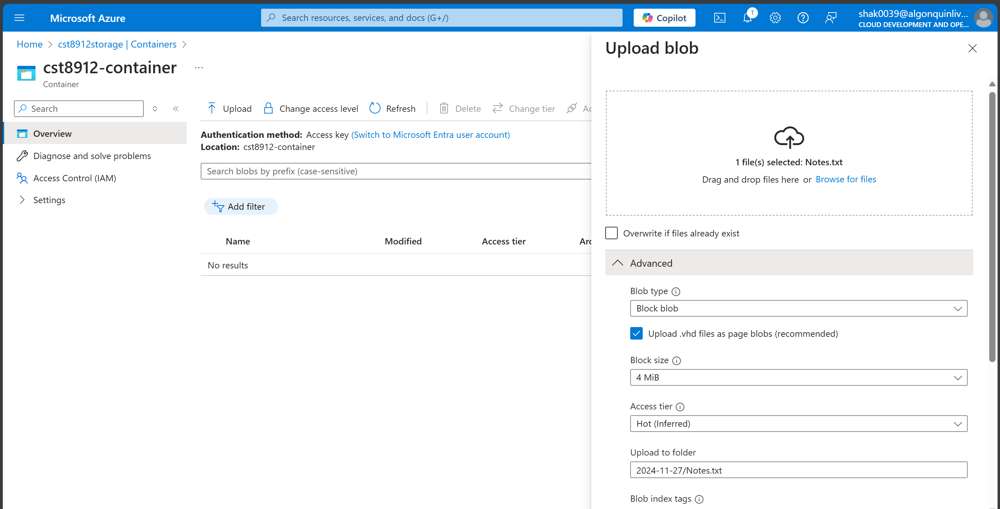 Microsoft Azure
Search resources, services, and docs (G+/)
Copilot
1
shak0039@algonquinliv...
CLOUD DEVELOPMENT AND OPE...
Home > cst8912storage | Containers >
cst8912-container
...
Container
Search
Overview
Diagnose and solve problems
Access Control (IAM)
Settings
Upload
Change access level
Refresh
Delete
Change tier
Ac
Authentication method: Access key (Switch to Microsoft Entra user account)
Location: cst8912-container
Search blobs by prefix (case-sensitive)
Add filter
Name Modified Access tier Arc
No results
Upload blob
1 file(s) selected: Notes.txt
Drag and drop files here or Browse for files
Overwrite if files already exist
Advanced
Blob type
Block blob
Upload .vhd files as page blobs (recommended)
Block size
4 MiB
Access tier
Hot (Inferred)
Upload to folder
2024-11-27/Notes.txt
Blob index tags